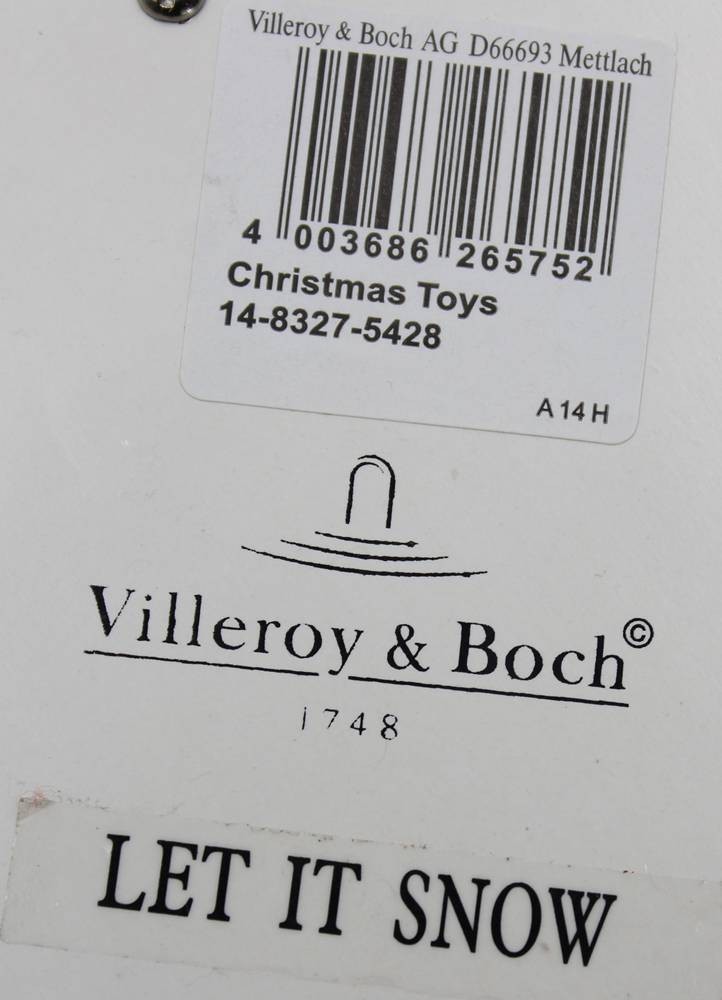 Villeroy & Boch AG D66693 Mettlach
4 003686 265752
Christmas Toys
14-8327-5428
A 14 H
Villeroy & Boch©
1748
LET IT SNOW